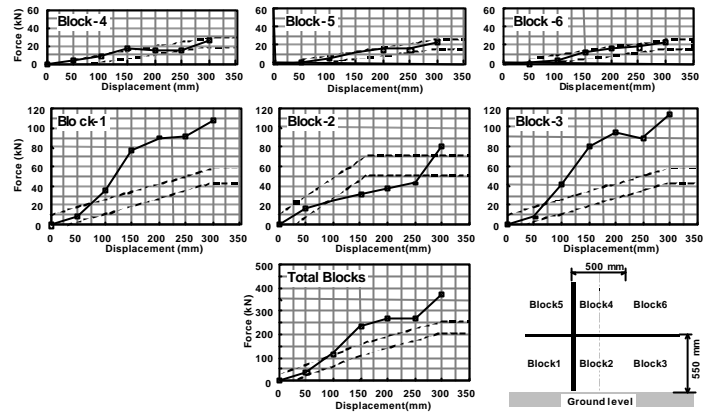 Block-4
Force (kN)
60
40
20
0
0 50 100 150 200 250 300 350
Displacement (mm)
Block-5
60
40
20
0
0 50 100 150 200 250 300 350
Displacement(mm)
Block-6
60
40
20
0
0 50 100 150 200 250 300 350
Displacement(mm)
Blo ck-1
Force (kN)
120
100
80
60
40
20
0
0 50 100 150 200 250 300 350
Displacement (mm)
Block-2
120
100
80
60
40
20
0
0 50 100 150 200 250 300 350
Displacement(mm)
Block-3
120
100
80
60
40
20
0
0 50 100 150 200 250 300 350
Displacement(mm)
Total Blocks
Force (kN)
500
400
300
200
100
0
0 50 100 150 200 250 300 350
Displacement (mm)
500 mm
Block5 Block4 Block6
Block1 Block2 Block3
550 mm
Ground level